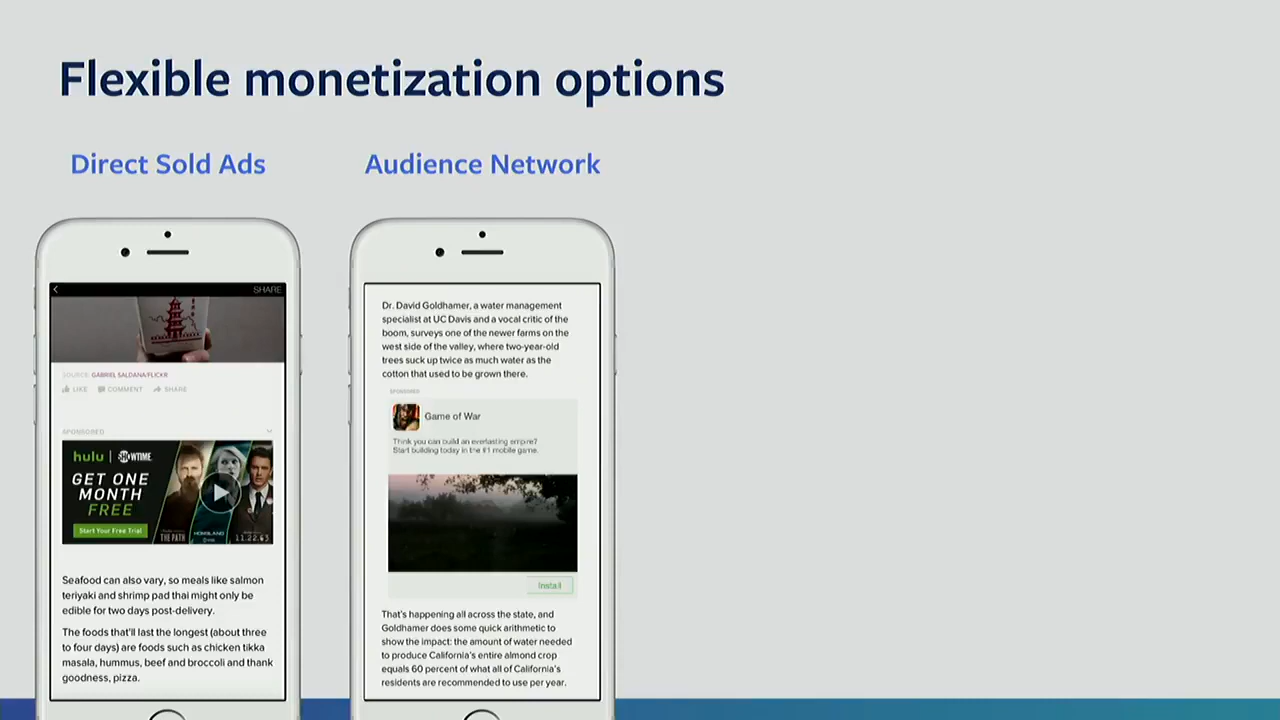 Flexible monetization options
Direct Sold Ads
Audience Network
SHARE
SOURCE: GABRIEL SALDANA/FLICKR
LIKE COMMENT SHARE
SPONSORED
hulu | SHOWTIME
GET ONE
MONTH
FREE
Start Your Free Trial
THE PATH
HOMELAND
11.22.63
Seafood can also vary, so meals like salmon
teriyaki and shrimp pad thai might only be
edible for two days post-delivery.
The foods that'll last the longest (about three
to four days) are foods such as chicken tikka
masala, hummus, beef and broccoli and thank
goodness, pizza.
Dr. David Goldhamer, a water management
specialist at UC Davis and a vocal critic of the
boom, surveys one of the newer farms on the
west side of the valley, where two-year-old
trees suck up twice as much water as the
cotton that used to be grown there.
SPONSORED
Game of War
Think you can build an everlasting empire?
Start building today in the #1 mobile game.
Install
That's happening all across the state, and
Goldhamer does some quick arithmetic to
show the impact: the amount of water needed
to produce California's entire almond crop
equals 60 percent of what all of California's
residents are recommended to use per year.